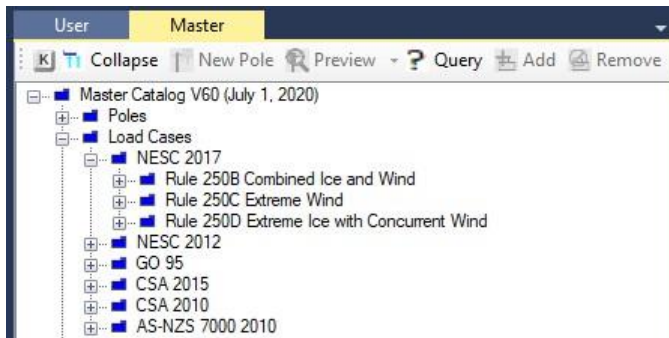 User Master
K TI Collapse New Pole Preview ? Query Add Remove
Master Catalog V60 (July 1, 2020)
Poles
Load Cases
NESC 2017
Rule 250B Combined Ice and Wind
Rule 250C Extreme Wind
Rule 250D Extreme Ice with Concurrent Wind
NESC 2012
GO 95
CSA 2015
CSA 2010
AS-NZS 7000 2010